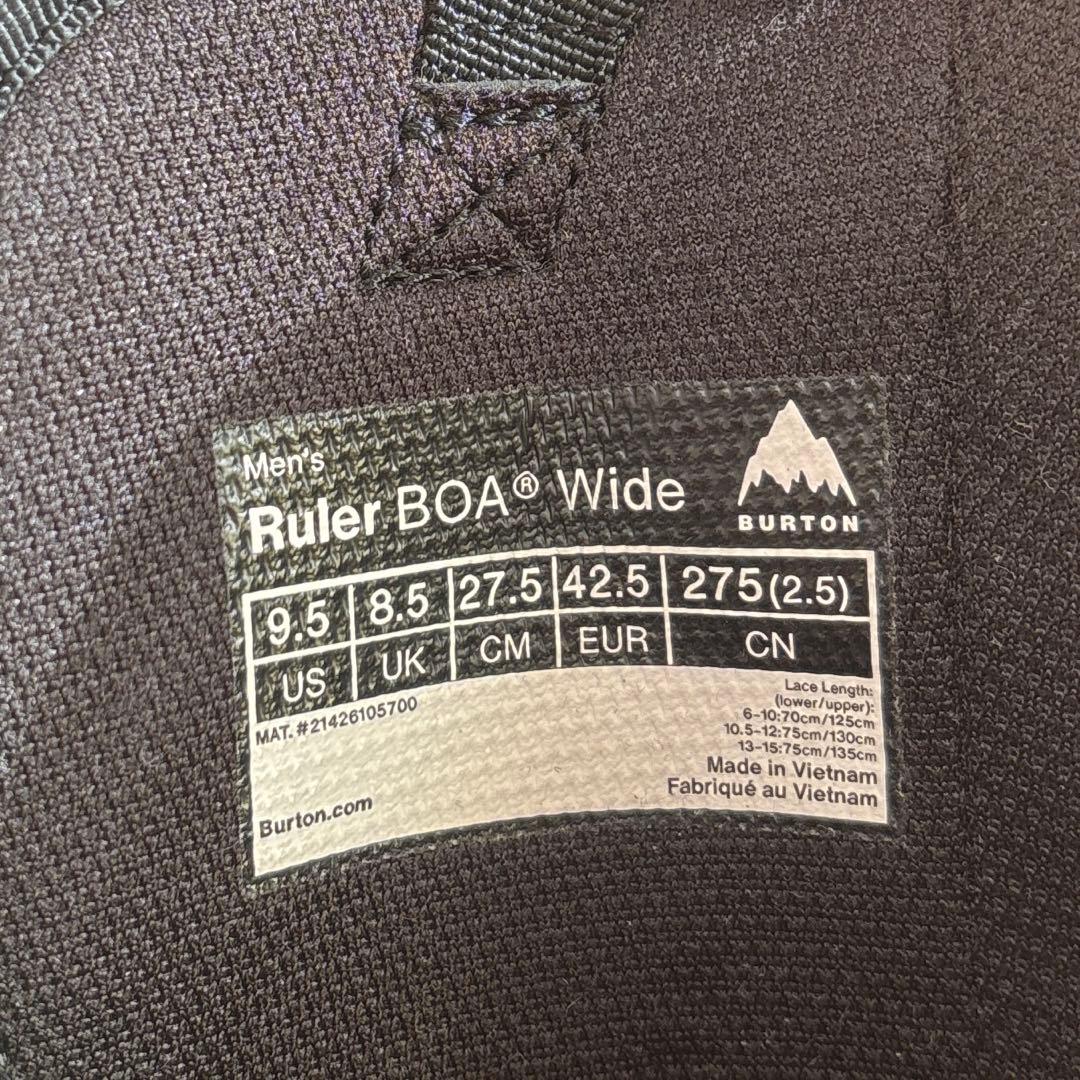 Men's
Ruler BOA® Wide
BURTON
9.5 8.5 27.5 42.5 275(2.5)
US UK CM EUR CN
MAT. #21426105700
Lace Length:
(lower/upper):
6-10:70cm/125cm
10.5-12:75cm/130cm
13-15:75cm/135cm
Made in Vietnam
Fabriqué au Vietnam
Burton.com